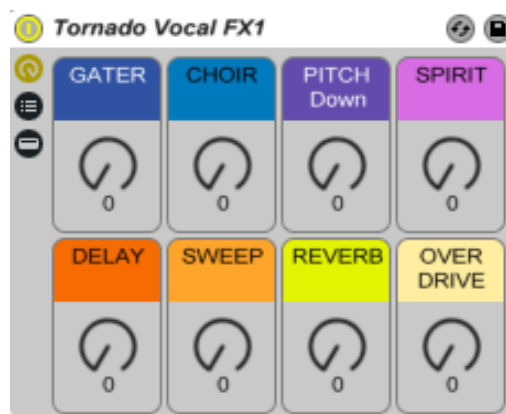 Tornado Vocal FX1
GATER
CHOIR
PITCH
Down
SPIRIT
0
0
0
0
DELAY
SWEEP
REVERB
OVER
DRIVE
0
0
0
0